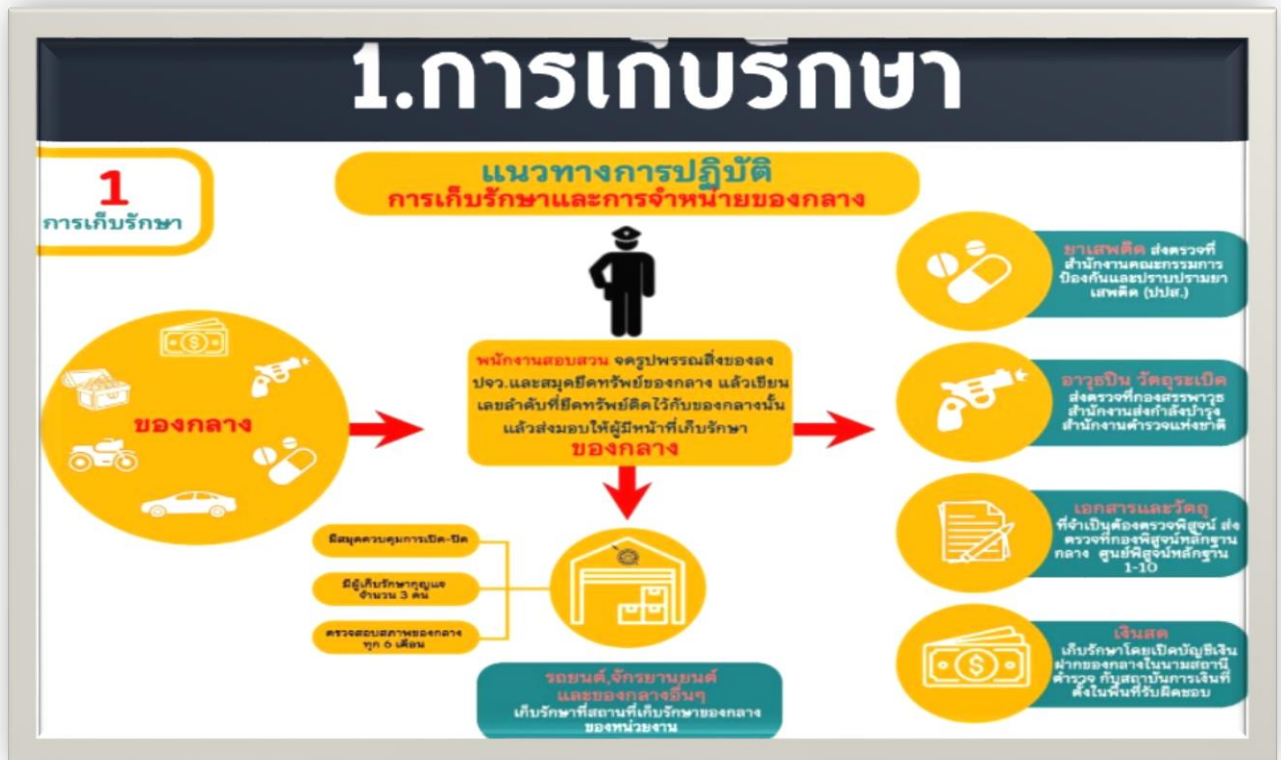 1.การเก็บรักษา
1
การเก็บรักษา
แนวทางการปฏิบัติ
การเก็บรักษาและการจำหน่ายของกลาง
ของกลาง
พนักงานสอบสวน จดรูปพรรณสิ่งของลง
ปจว.และสมุดยึดทรัพย์ของกลาง แล้วเขียน
เลขลำดับที่ยึดทรัพย์ติดไว้กับของกลางนั้น
แล้วส่งมอบให้ผู้มีหน้าที่เก็บรักษา
ของกลาง
มีสมุดควบคุมการเปิด-ปิด
มีผู้เก็บรักษากุญแจ
จำนวน 3 คน
ตรวจสอบสภาพของกลาง
ทุก 6 เดือน
รถยนต์,จักรยานยนต์
และของกลางอื่นๆ
เก็บรักษาที่สถานที่เก็บรักษาของกลาง
ของหน่วยงาน
ยาเสพติด ส่งตรวจที่
สำนักงานคณะกรรมการ
ป้องกันและปราบปรามยา
เสพติด (ปปส.)
อาวุธปืน วัตถุระเบิด
ส่งตรวจที่กองสรรพาวุธ
สำนักงานส่งกำลังบำรุง
สำนักงานตำรวจแห่งชาติ
เอกสารและวัตถุ
ที่จำเป็นต้องตรวจพิสูจน์ ส่ง
ตรวจที่กองพิสูจน์หลักฐาน
กลาง ศูนย์พิสูจน์หลักฐาน
1-10
เงินสด
เก็บรักษาโดยเปิดบัญชีเงิน
ฝากของกลางในนามสถานี
ตำรวจ กับสถาบันการเงินที่
ตั้งในพื้นที่รับผิดชอบ